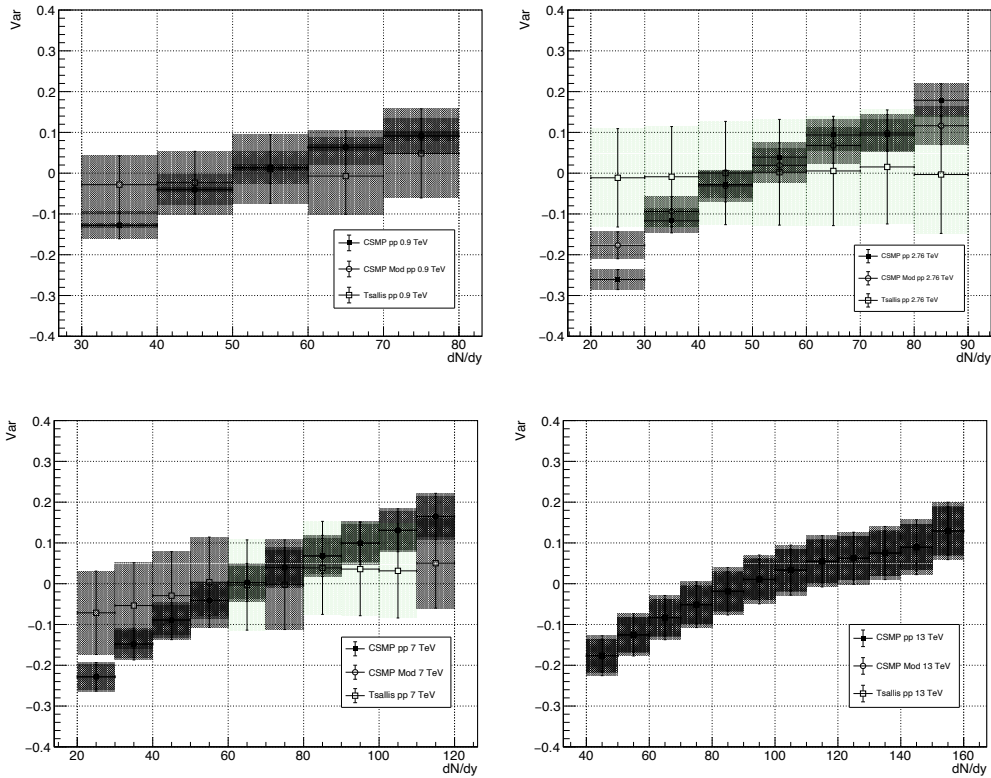 Var
0.4
0.3
0.2
0.1
0
−0.1
−0.2
−0.3
−0.4
30 40 50 60 70 80
dN/dy
CSMP pp 0.9 TeV
CSMP Mod pp 0.9 TeV
Tsallis pp 0.9 TeV
Var
0.4
0.3
0.2
0.1
0
−0.1
−0.2
−0.3
−0.4
20 30 40 50 60 70 80 90
dN/dy
CSMP pp 2.76 TeV
CSMP Mod pp 2.76 TeV
Tsallis pp 2.76 TeV
Var
0.4
0.3
0.2
0.1
0
−0.1
−0.2
−0.3
−0.4
20 40 60 80 100 120
dN/dy
CSMP pp 7 TeV
CSMP Mod 7 TeV
Tsallis pp 7 TeV
Var
0.4
0.3
0.2
0.1
0
−0.1
−0.2
−0.3
−0.4
40 60 80 100 120 140 160
dN/dy
CSMP pp 13 TeV
CSMP Mod 13 TeV
Tsallis pp 13 TeV